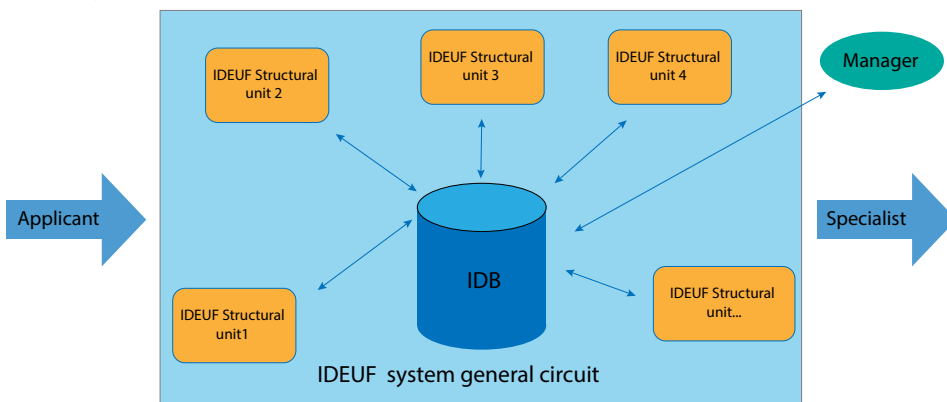 IDEUF Structural
unit 2
IDEUF Structural
unit 3
IDEUF Structural
unit 4
Manager
Applicant
Specialist
IDB
IDEUF Structural
unit1
IDEUF Structural
unit...
IDEUF system general circuit